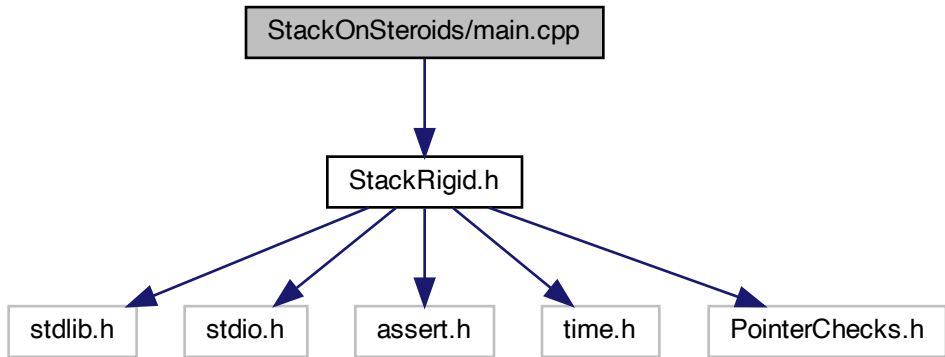 StackOnSteroids/main.cpp
StackRigid.h
stdlib.h
stdio.h
assert.h
time.h
PointerChecks.h